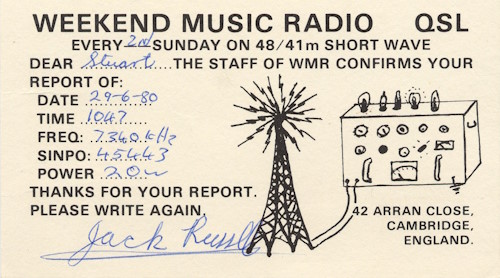 WEEKEND MUSIC RADIO QSL
EVERY 2nd SUNDAY ON 48/41m SHORT WAVE
DEAR Stuart....THE STAFF OF WMR CONFIRMS YOUR
REPORT OF:
DATE 29-6-80
TIME 1047
FREQ: 7340kHz
SINPO: 45443
POWER 20w
THANKS FOR YOUR REPORT.
PLEASE WRITE AGAIN.
Jack Russell
42 ARRAN CLOSE,
CAMBRIDGE,
ENGLAND.